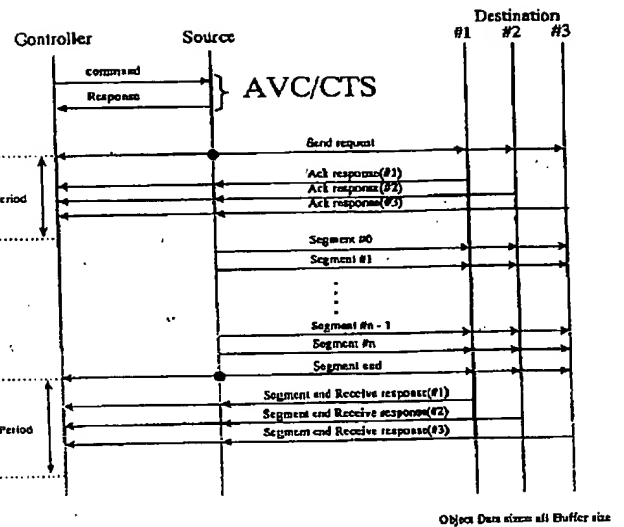 Destination
Controller
Source
#1 #2 #3
command
Response
AVC/CTS
Send request
Ack response(#1)
Ack response(#2)
Ack response(#3)
eriod
Segment #0
Segment #1
Segment #n - 1
Segment #n
Segment end
Segment end Receive response(#1)
Segment end Receive response(#2)
Segment end Receive response(#3)
Period
Object Data all Buffer size